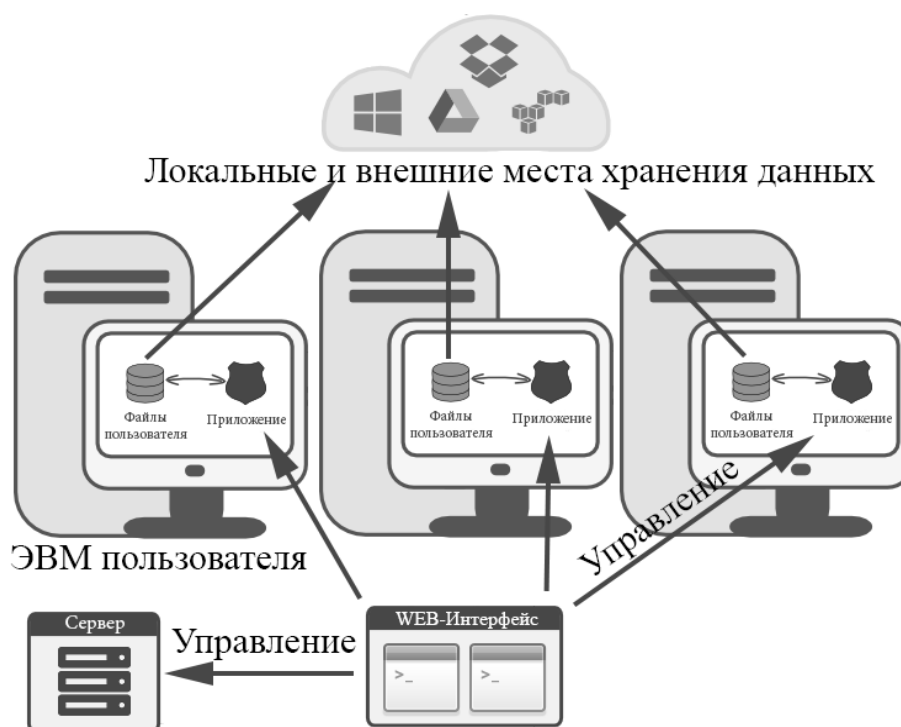 Локальные и внешние места хранения данных
Файлы
пользователя
Приложение
Файлы
пользователя
Приложение
Файлы
пользователя
Приложение
ЭВМ пользователя
Управление
Сервер
Управление
WEB-Интерфейс
>_
>_